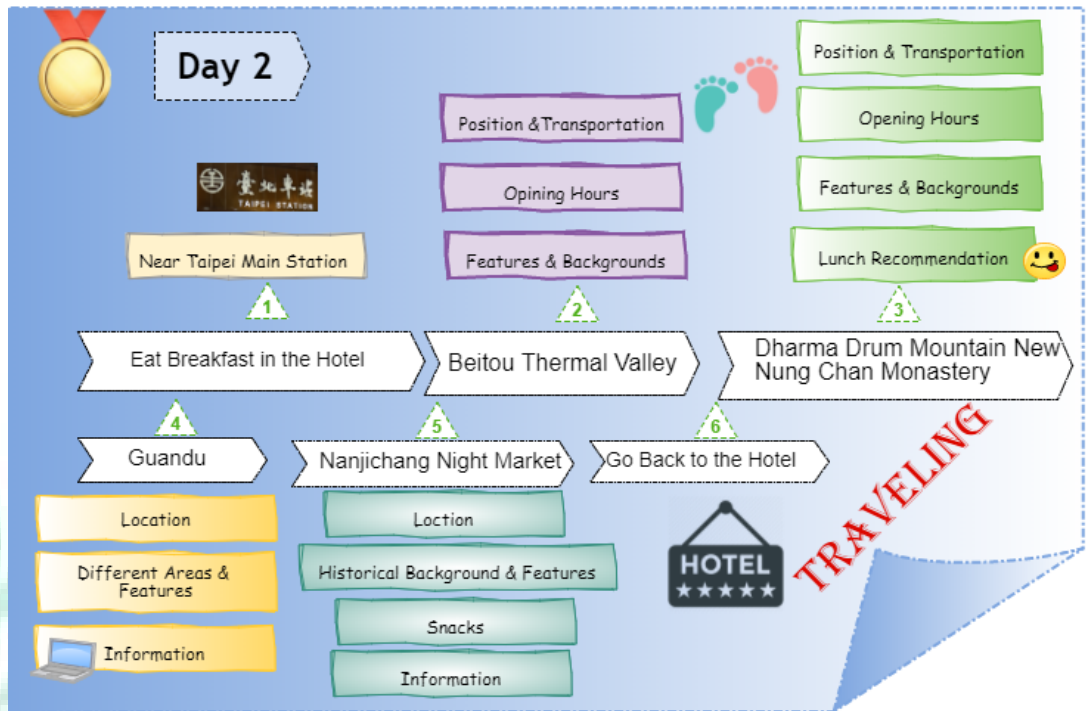 Day 2
臺北車站
TAIPEI STATION
Near Taipei Main Station
Position &Transportation
Opining Hours
Features & Backgrounds
Position & Transportation
Opening Hours
Features & Backgrounds
Lunch Recommendation
1
2
3
Eat Breakfast in the Hotel
Beitou Thermal Valley
Dharma Drum Mountain New
Nung Chan Monastery
4
5
6
Guandu
Nanjichang Night Market
Go Back to the Hotel
Location
Different Areas &
Features
Information
Loction
Historical Background & Features
Snacks
Information
HOTEL
TRAVELING